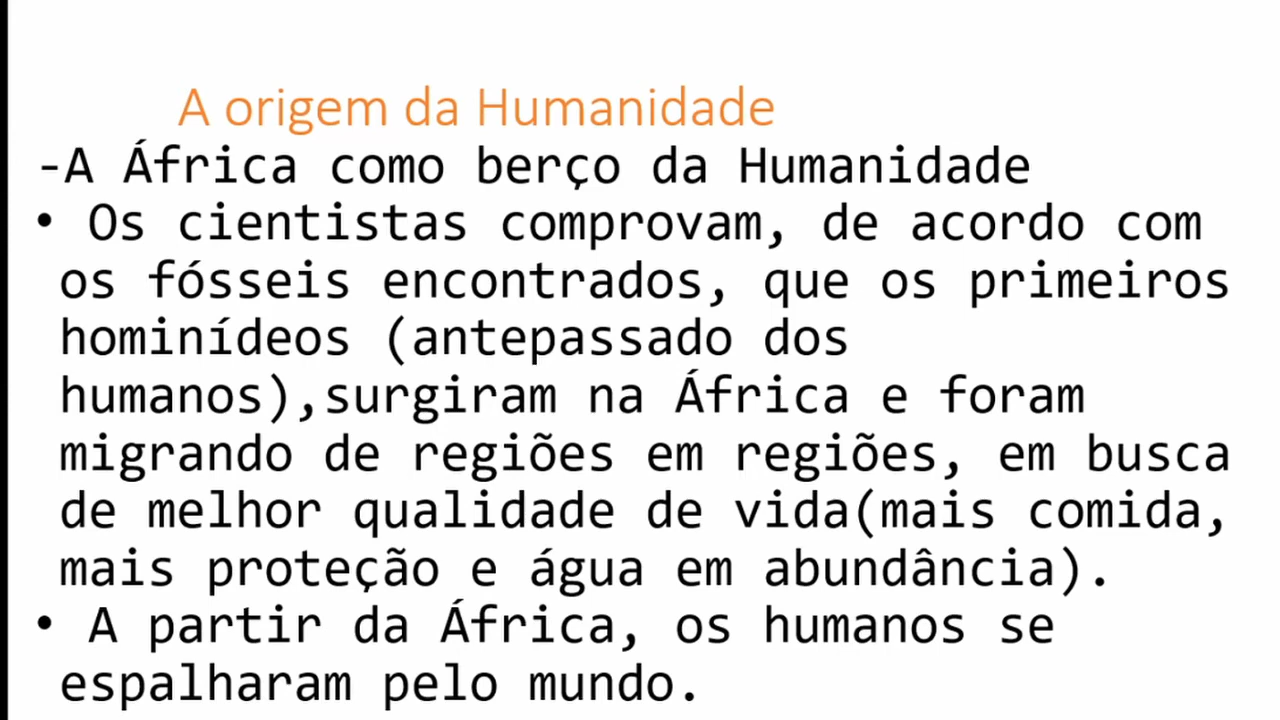 A origem da Humanidade
-A África como berço da Humanidade
• Os cientistas comprovam, de acordo com
os fósseis encontrados, que os primeiros
hominídeos (antepassado dos
humanos),surgiram na África e foram
migrando de regiões em regiões, em busca
de melhor qualidade de vida(mais comida,
mais proteção e água em abundância).
• A partir da África, os humanos se
espalharam pelo mundo.